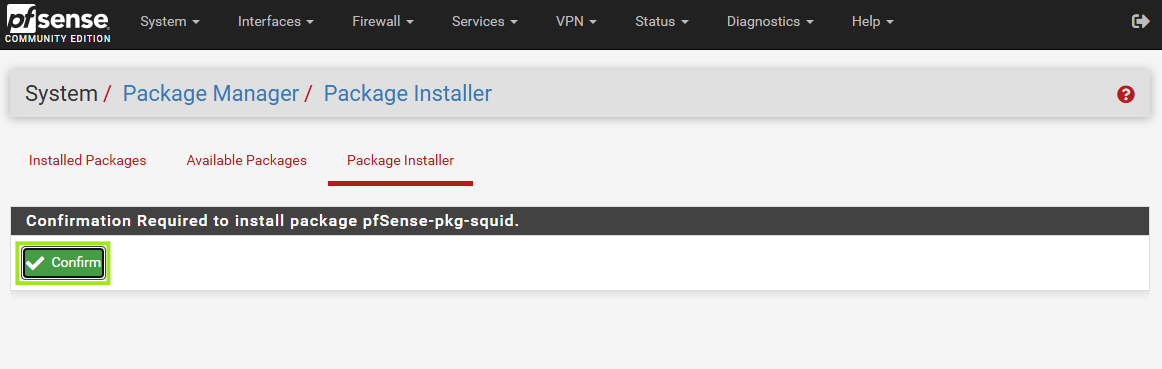 pfsense
COMMUNITY EDITION
System Interfaces Firewall Services VPN Status Diagnostics Help
System / Package Manager / Package Installer
Installed Packages Available Packages Package Installer
Confirmation Required to install package pfSense-pkg-squid.
Confirm